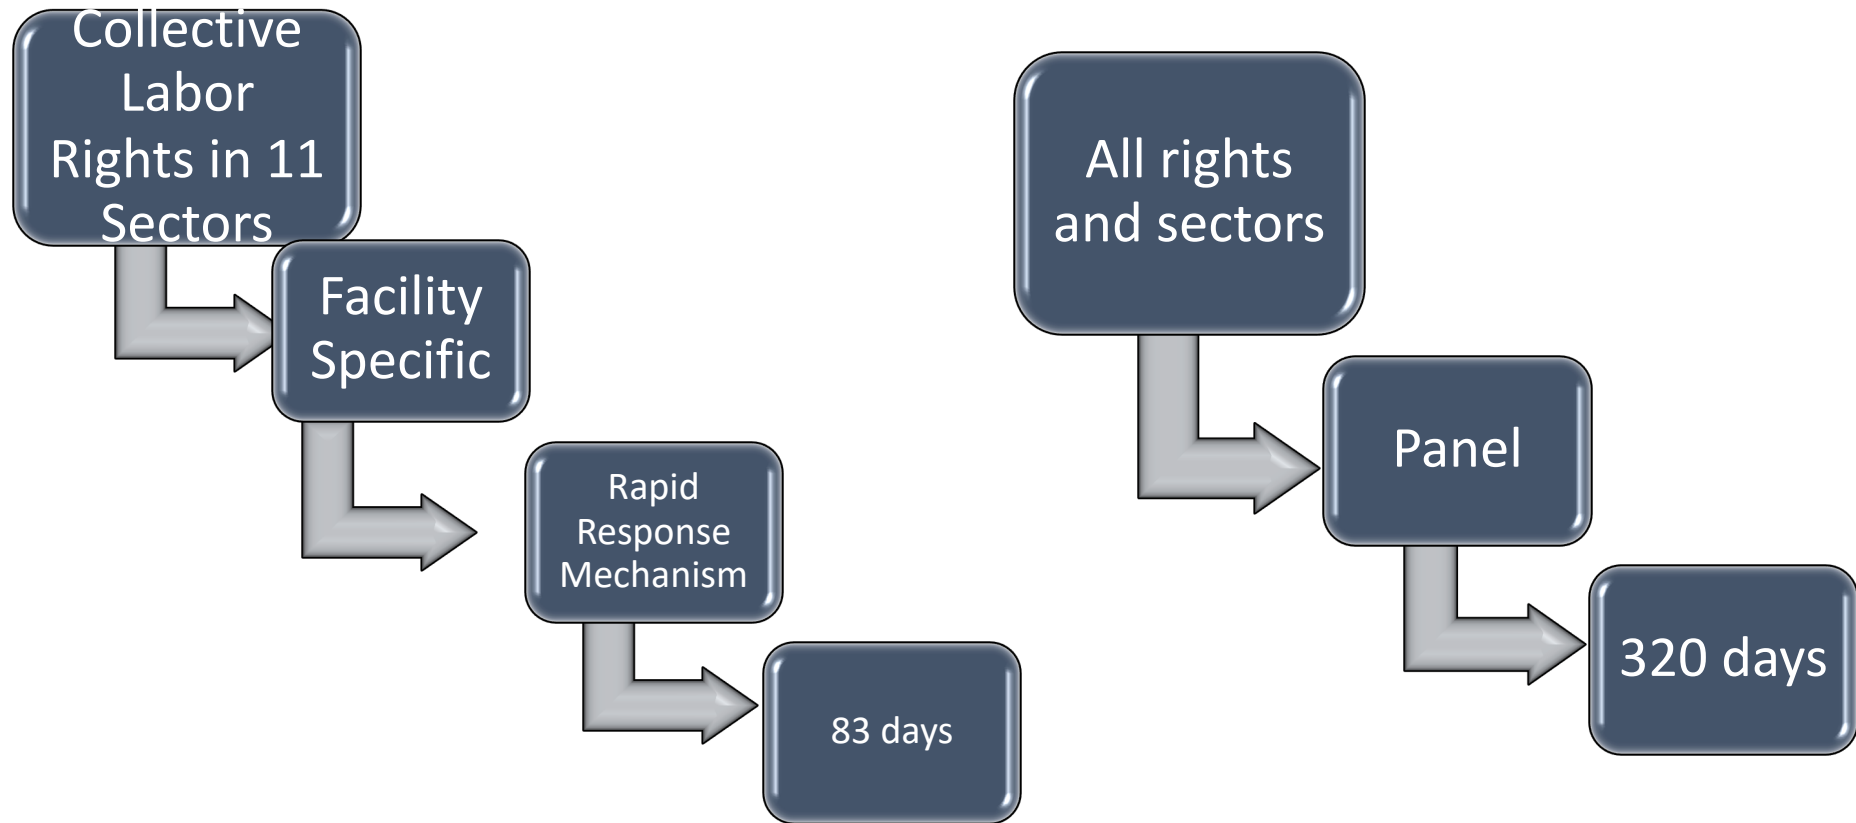 Collective
Labor
Rights in 11
Sectors
Facility
Specific
Rapid
Response
Mechanism
83 days
All rights
and sectors
Panel
320 days